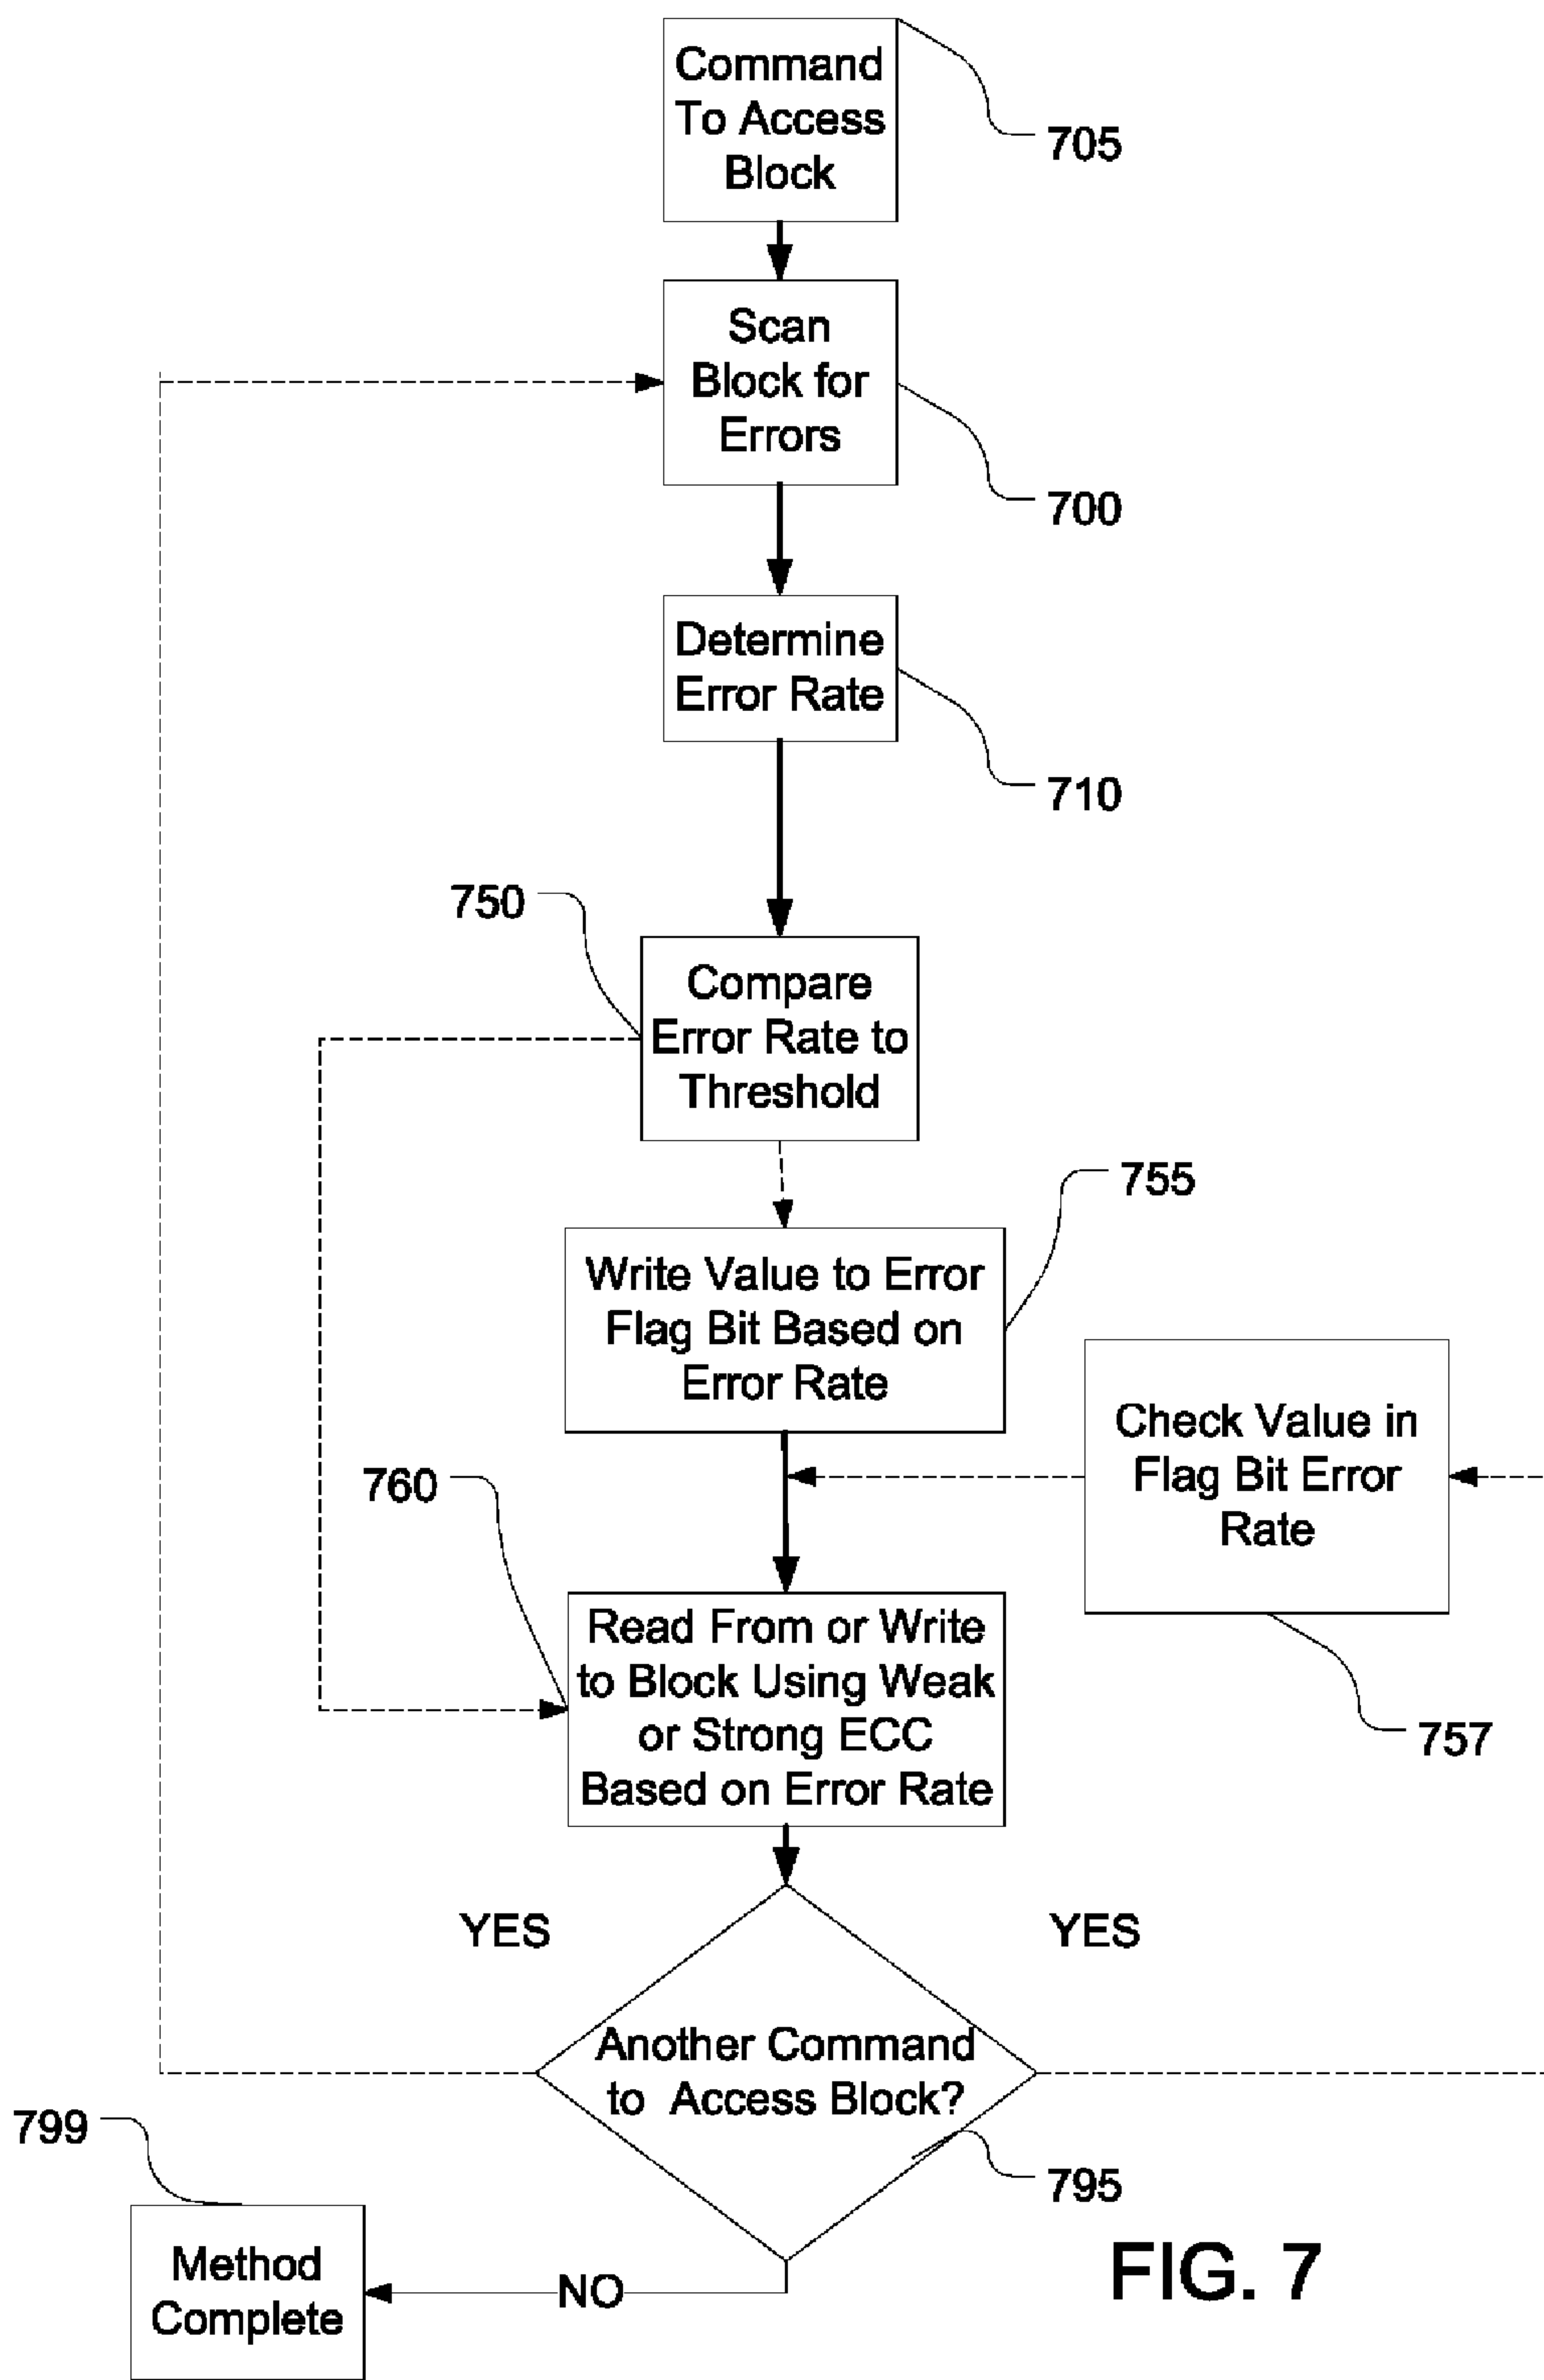 Command
To Access
Block
705
Scan
Block for
Errors
700
Determine
Error Rate
710
750
Compare
Error Rate to
Threshold
755
Write Value to Error
Flag Bit Based on
Error Rate
Check Value in
Flag Bit Error
Rate
760
757
Read From or Write
to Block Using Weak
or Strong ECC
Based on Error Rate
YES
YES
Another Command
to Access Block?
799
795
Method
Complete
NO
FIG. 7